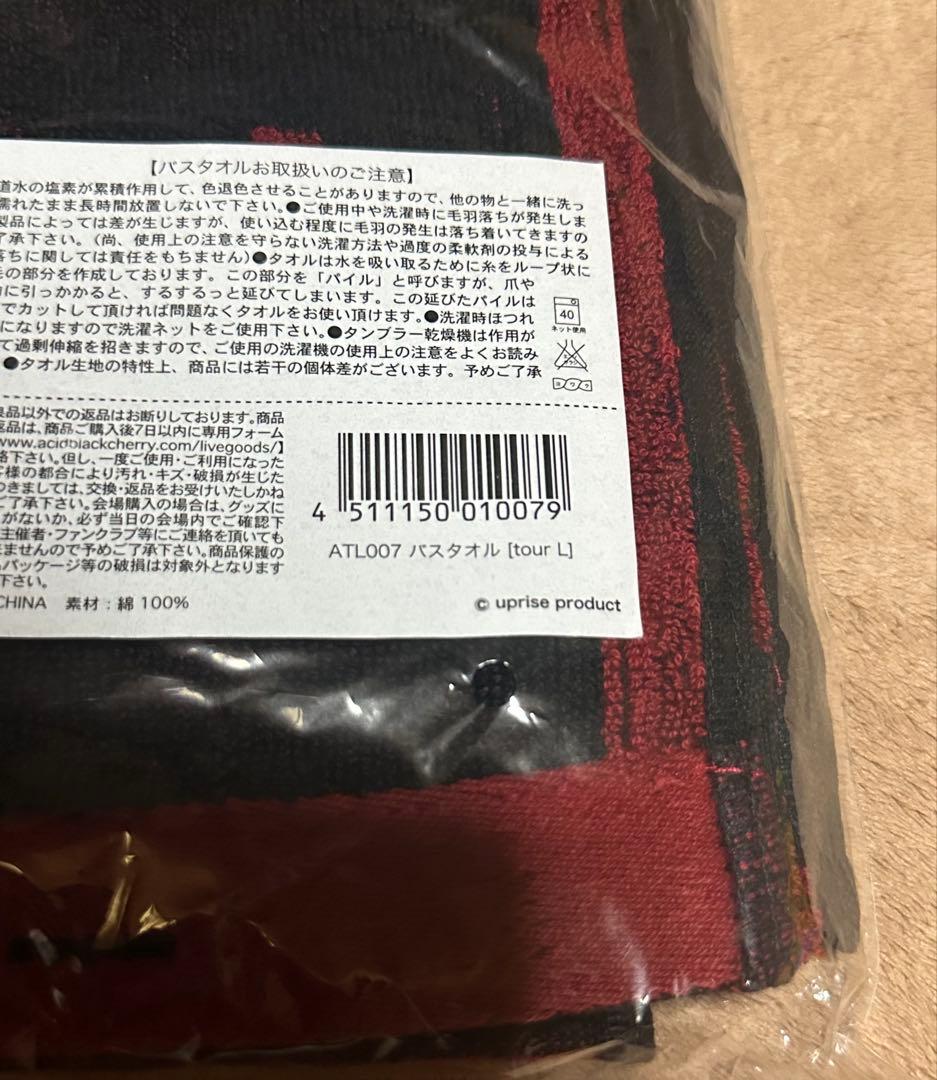 【バスタオルお取扱いのご注意】
道水の塩素が累積作用して、色退色させることがありますので、他の物と一緒に洗っ
濡れたまま長時間放置しないで下さい。●ご使用中や洗濯時に毛羽落ちが発生しま
製品によっては差が生じますが、使い込む程度に毛羽の発生は落ち着いてきますの
了承下さい。(尚、使用上の注意を守らない洗濯方法や過度の柔軟剤の投与による
落ちに関しては責任をもちません)●タオルは水を吸い取るために糸をループ状に
の部分を作成しております。この部分を「パイル」と呼びますが、爪や
に引っかかると、するするっと延びてしまいます。この延びたパイルは
でカットして頂ければ問題なくタオルをお使い頂けます。●洗濯時ほつれ
になりますので洗濯ネットをご使用下さい。●タンブラー乾燥機は作用が
て過剰伸縮を招きますので、ご使用の洗濯機の使用上の注意をよくお読み
●タオル生地の特性上、商品には若干の個体差がございます。予めご了承
40
ネット使用
ヨワク
良品以外での返品はお断りしております。商品
返品は、商品ご購入後7日以内に専用フォーム
www.acidblackcherry.com/livegoods/】
絡下さい。但し、一度ご使用・ご利用になった
客様の都合により汚れ・キズ・破損が生じた
つきましては、交換・返品をお受けいたしかね
ご了承下さい。会場購入の場合は、グッズに
がないか、必ず当日の会場内でご確認下
主催者・ファンクラブ等にご連絡を頂いても
ませんので予めご了承下さい。商品保護の
パッケージ等の破損は対象外となります
下さい。
CHINA 素材：綿 100%
4 511150 010079
ATL007 バスタオル [tour L]
© uprise product